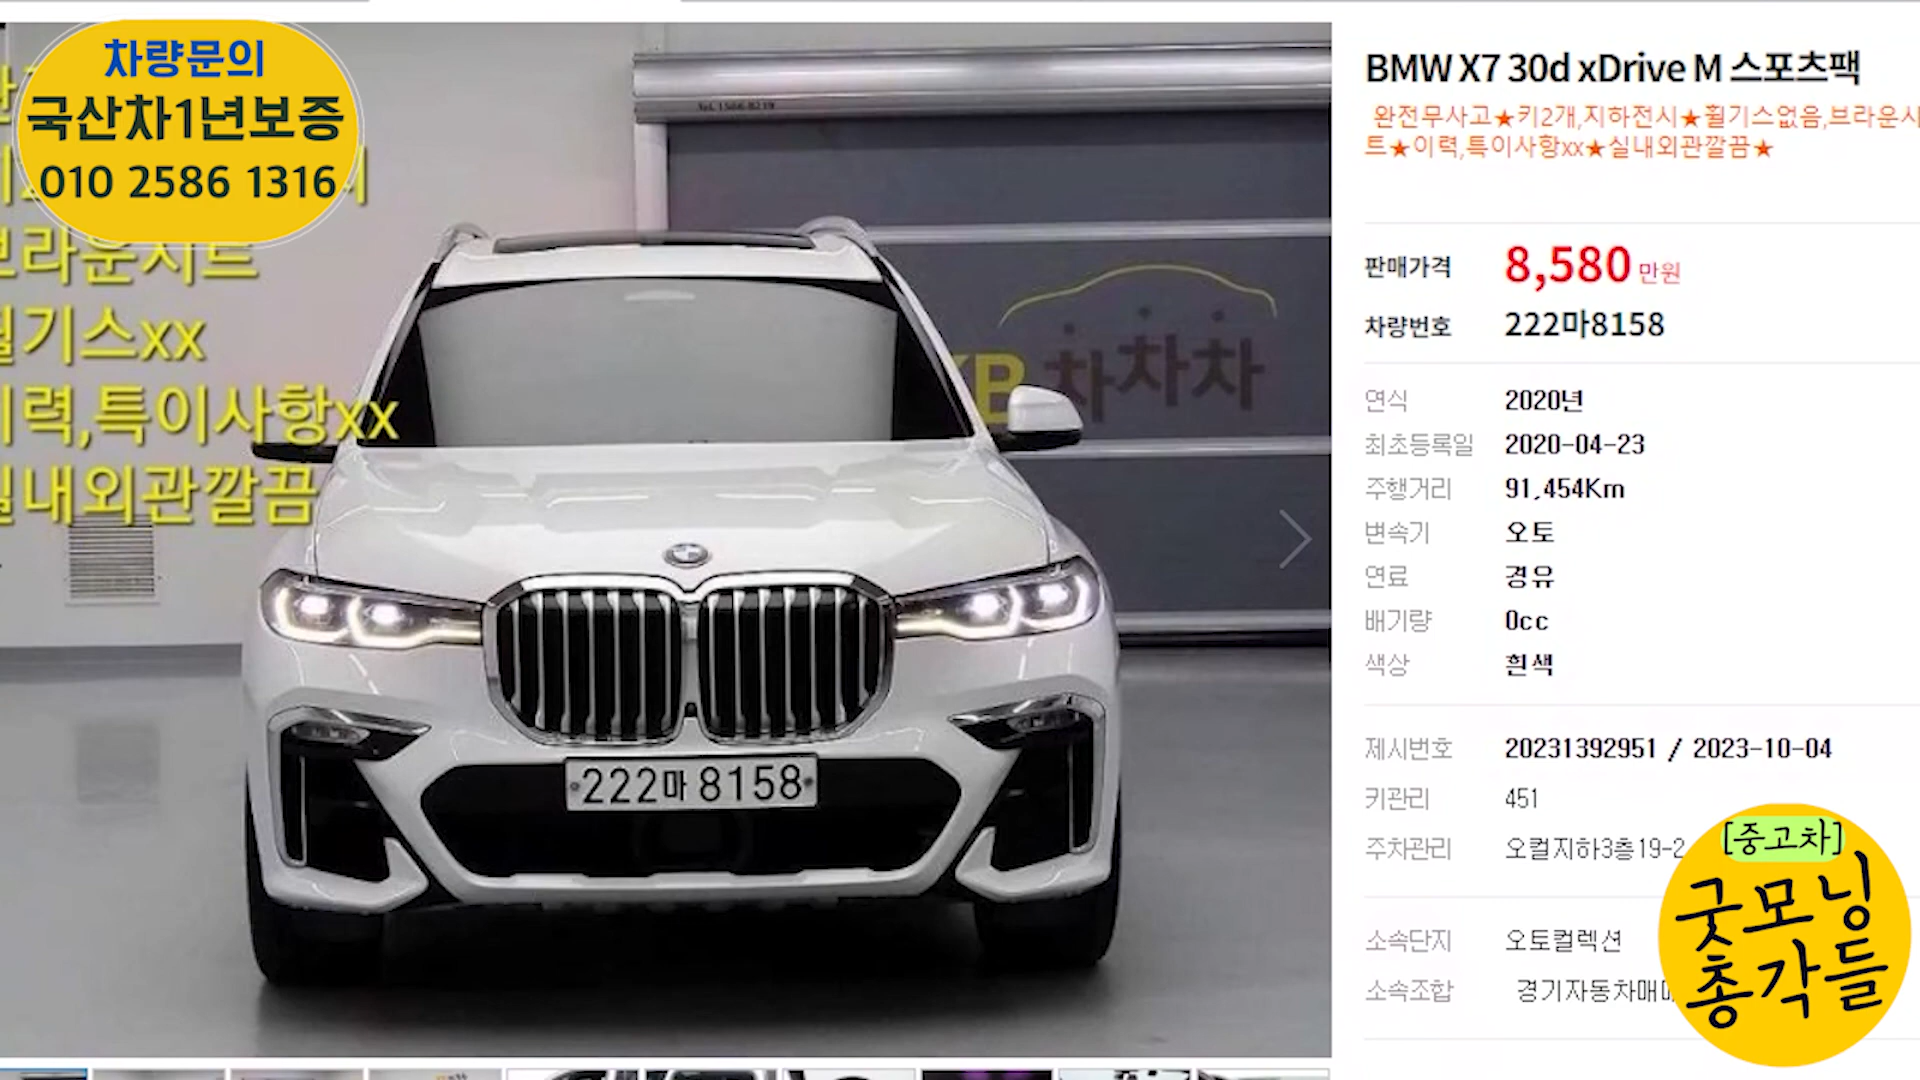 차량문의
국산차1년보증
010 2586 1316
브라운시트
휠기스xx
이력,특이사항xx
실내외관깔끔
Tel. 1566-8219
KB 차차차
222마 8158
BMW X7 30d xDrive M 스포츠팩
완전무사고★키2개,지하전시★휠기스없음,브라운시
트★이력,특이사항xx★실내외관깔끔★
판매가격 8,580 만원
차량번호 222마8158
연식 2020년
최초등록일 2020-04-23
주행거리 91,454Km
변속기 오토
연료 경유
배기량 0cc
색상 흰색
제시번호 20231392951 / 2023-10-04
키관리 451
주차관리 오컬지하3층19-2
소속단지 오토컬렉션
소속조합 경기자동차매매
[중고차]
굿모닝
총각들